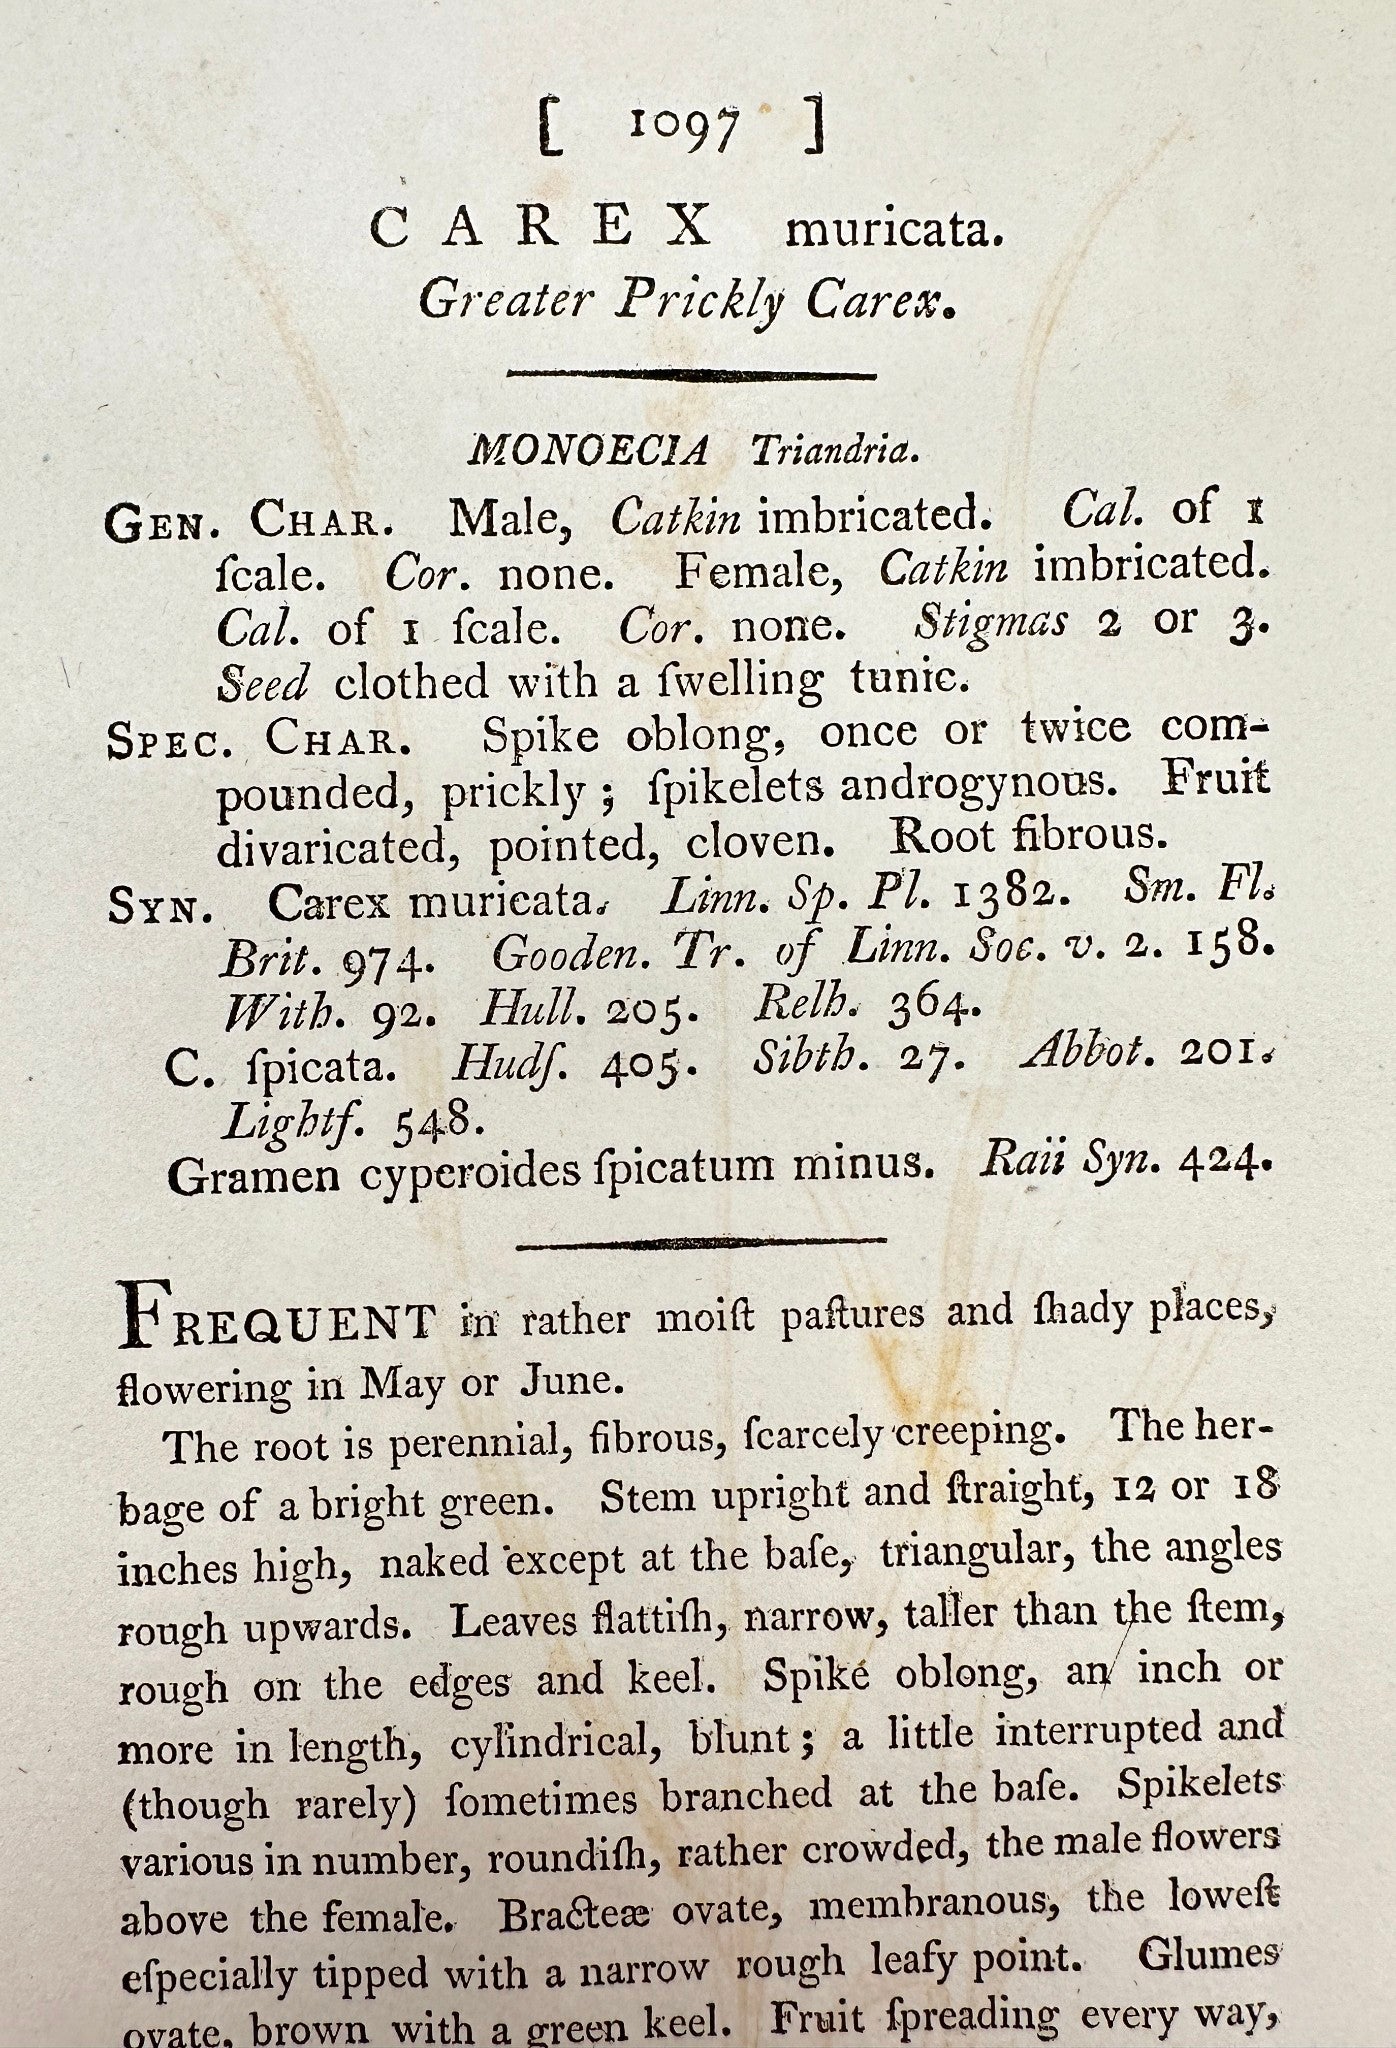 [ 1097 ]
CAREX muricata.
Greater Prickly Carex.
MONOECIA Triandria.
GEN. CHAR. Male, Catkin imbricated. Cal. of 1
ſcale. Cor. none. Female, Catkin imbricated.
Cal. of 1 ſcale. Cor. none. Stigmas 2 or 3.
Seed clothed with a ſwelling tunic.
SPEC. CHAR. Spike oblong, once or twice com-
pounded, prickly; ſpikelets androgynous. Fruit
divaricated, pointed, cloven. Root fibrous.
SYN. Carex muricata. Linn. Sp. Pl. 1382. Sm. Fl.
Brit. 974. Gooden. Tr. of Linn. Soc. v. 2. 158.
With. 92. Hull. 205. Relh. 364.
C. ſpicata. Hudſ. 405. Sibth. 27. Abbot. 201.
Lightf. 548.
Gramen cyperoides ſpicatum minus. Raii Syn. 424.
FREQUENT in rather moiſt paſtures and ſhady places,
flowering in May or June.
The root is perennial, fibrous, ſcarcely creeping. The her-
bage of a bright green. Stem upright and ſtraight, 12 or 18
inches high, naked except at the baſe, triangular, the angles
rough upwards. Leaves flattiſh, narrow, taller than the ſtem,
rough on the edges and keel. Spike oblong, an inch or
more in length, cylindrical, blunt; a little interrupted and
(though rarely) ſometimes branched at the baſe. Spikelets
various in number, roundiſh, rather crowded, the male flowers
above the female. Bracteæ ovate, membranous, the loweſt
eſpecially tipped with a narrow rough leafy point. Glumes
ovate, brown with a green keel. Fruit ſpreading every way,